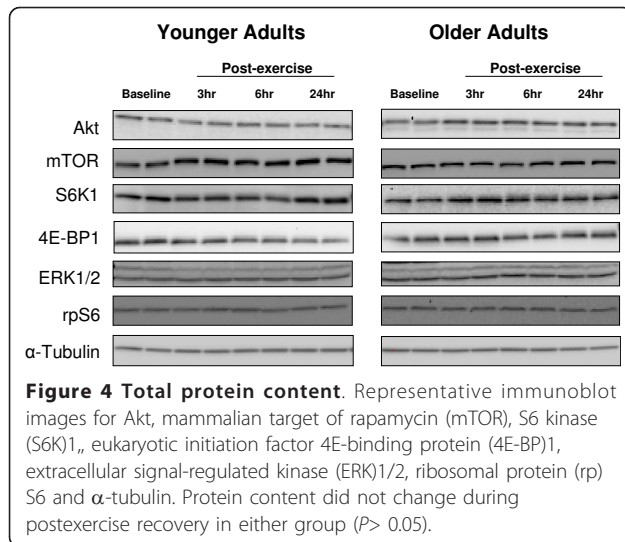 Younger Adults Older Adults
Post-exercise Post-exercise
Baseline 3hr 6hr 24hr Baseline 3hr 6hr 24hr
Akt
mTOR
S6K1
4E-BP1
ERK1/2
rpS6
α-Tubulin
Figure 4 Total protein content. Representative immunoblot
images for Akt, mammalian target of rapamycin (mTOR), S6 kinase
(S6K)1,, eukaryotic initiation factor 4E-binding protein (4E-BP)1,
extracellular signal-regulated kinase (ERK)1/2, ribosomal protein (rp)
S6 and α-tubulin. Protein content did not change during
postexercise recovery in either group (P> 0.05).